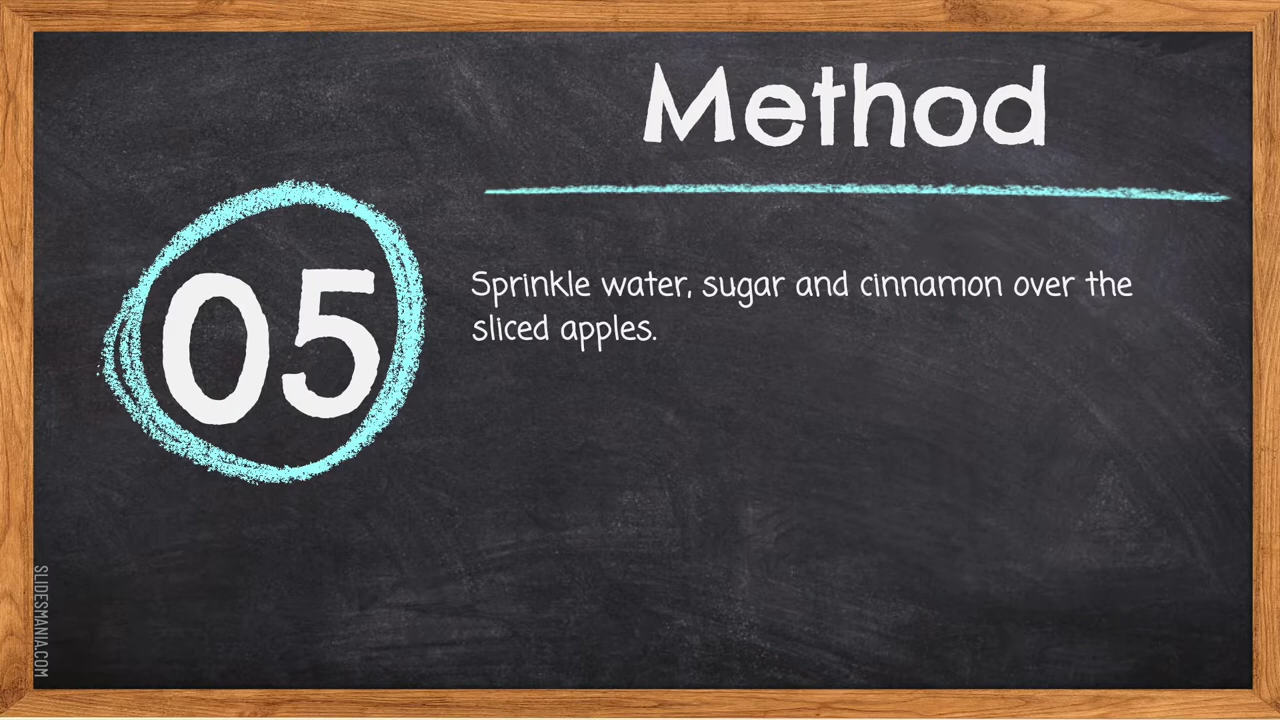 Method
05
Sprinkle water, sugar and cinnamon over the
sliced apples.
SLIDESMANIA.COM